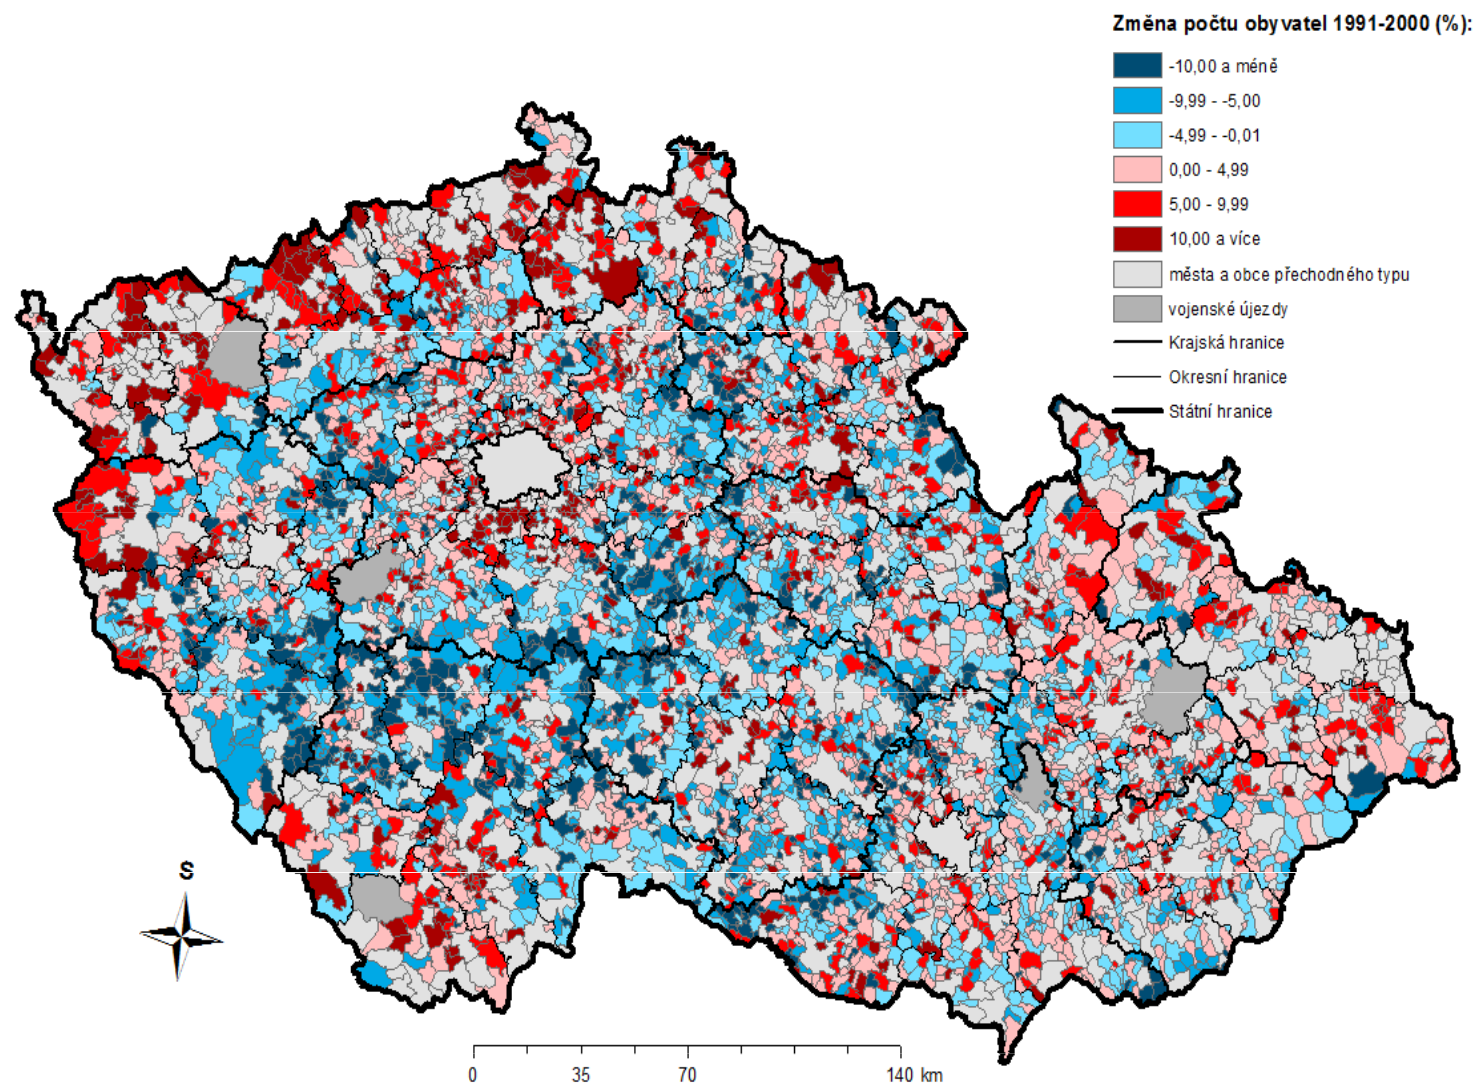 Změna počtu obyvatel 1991-2000 (%):
-10,00 a méně
-9,99 - -5,00
-4,99 - -0,01
0,00 - 4,99
5,00 - 9,99
10,00 a více
města a obce přechodného typu
vojenské újezdy
Krajská hranice
Okresní hranice
Státní hranice
S
0 35 70 140 km